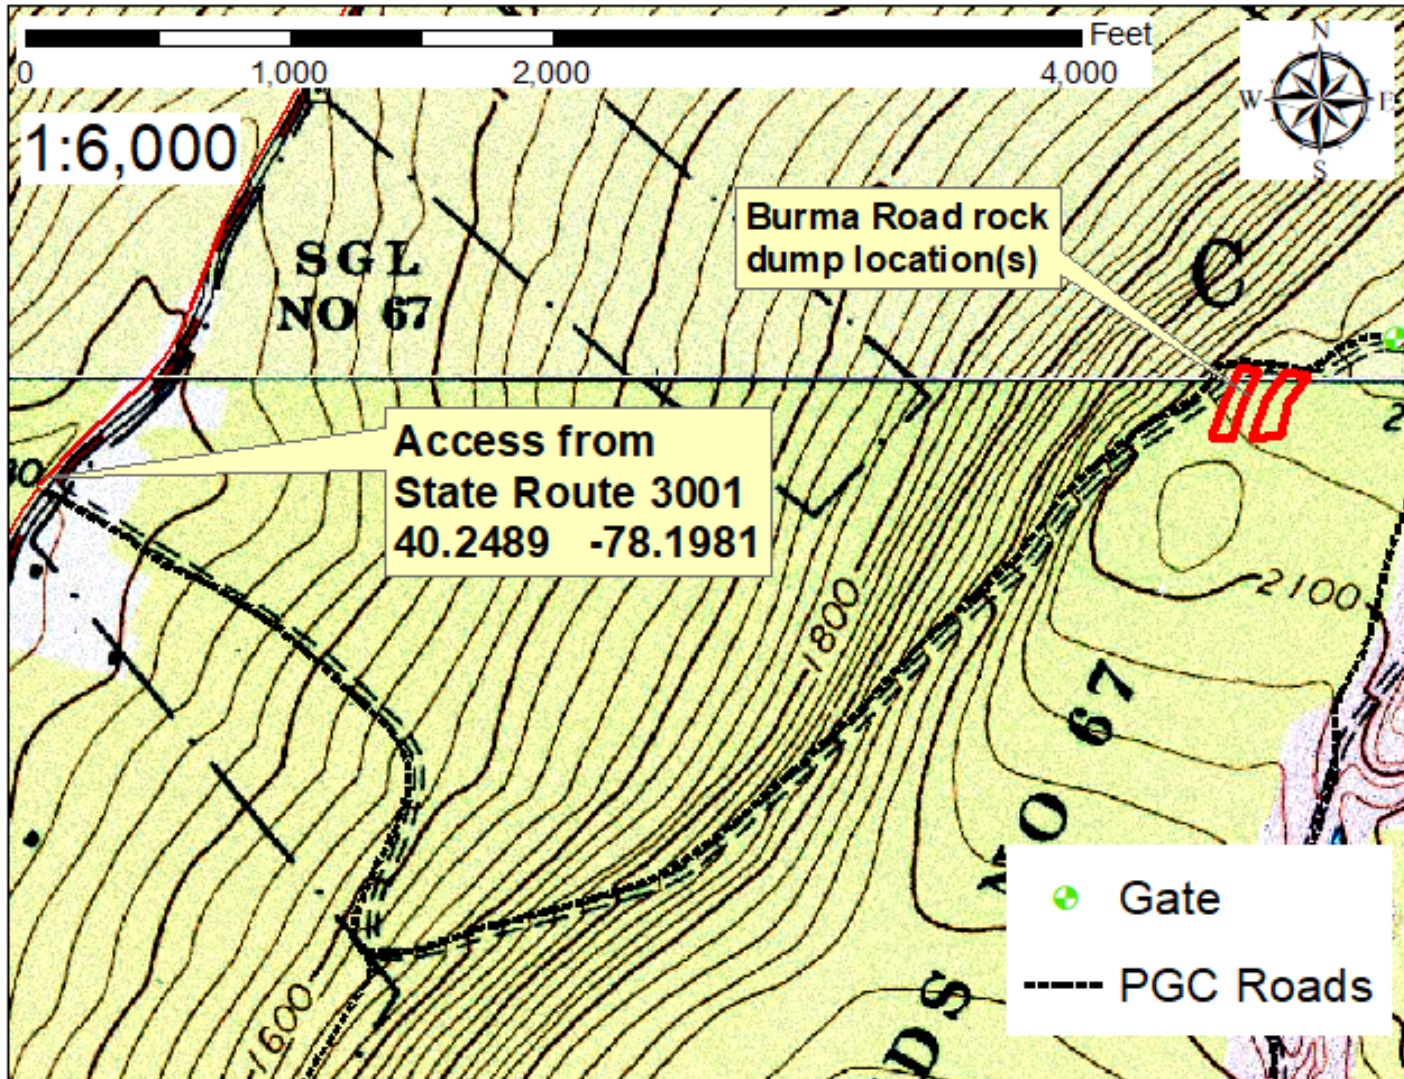 Feet
0 1,000 2,000 4,000
1:6,000
N
W E
S
Burma Road rock
dump location(s)
C
SGL
NO 67
Access from
State Route 3001
40.2489 -78.1981
2100
1800
67
NO
DS
1600
Gate
PGC Roads